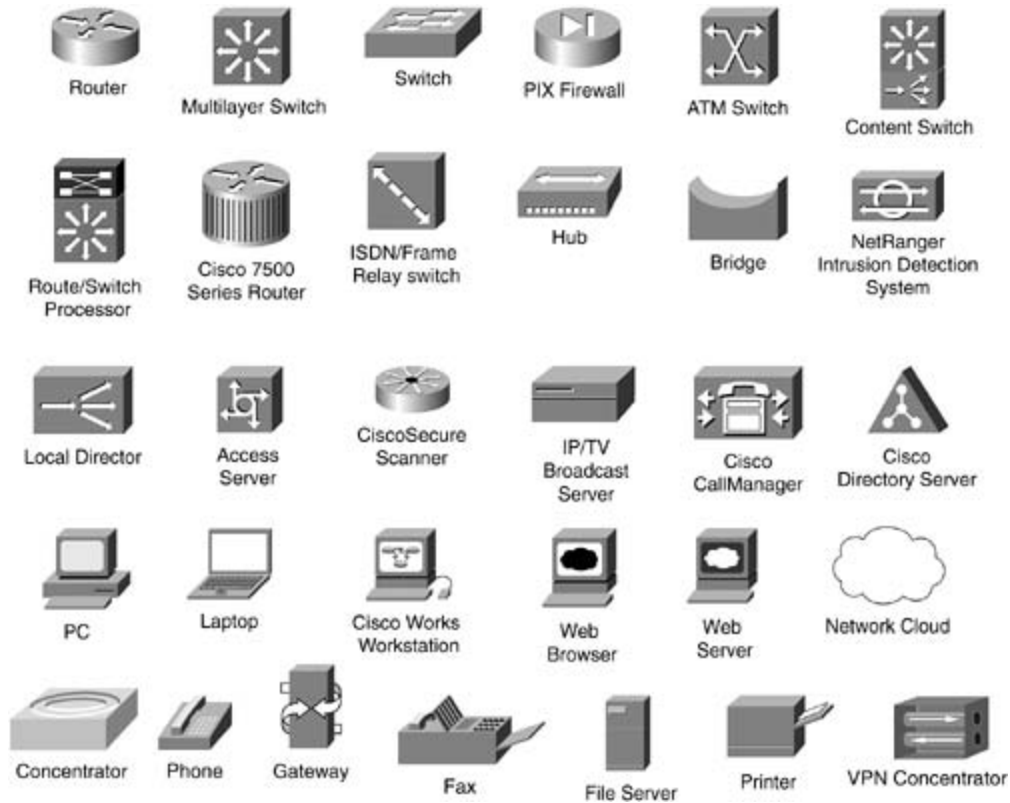 Router
Multilayer Switch
Switch
PIX Firewall
ATM Switch
Content Switch
Route/Switch
Processor
Cisco 7500
Series Router
ISDN/Frame
Relay switch
Hub
Bridge
NetRanger
Intrusion Detection
System
Local Director
Access
Server
CiscoSecure
Scanner
IP/TV
Broadcast
Server
Cisco
CallManager
Cisco
Directory Server
PC
Laptop
Cisco Works
Workstation
Web
Browser
Web
Server
Network Cloud
Concentrator
Phone
Gateway
Fax
File Server
Printer
VPN Concentrator